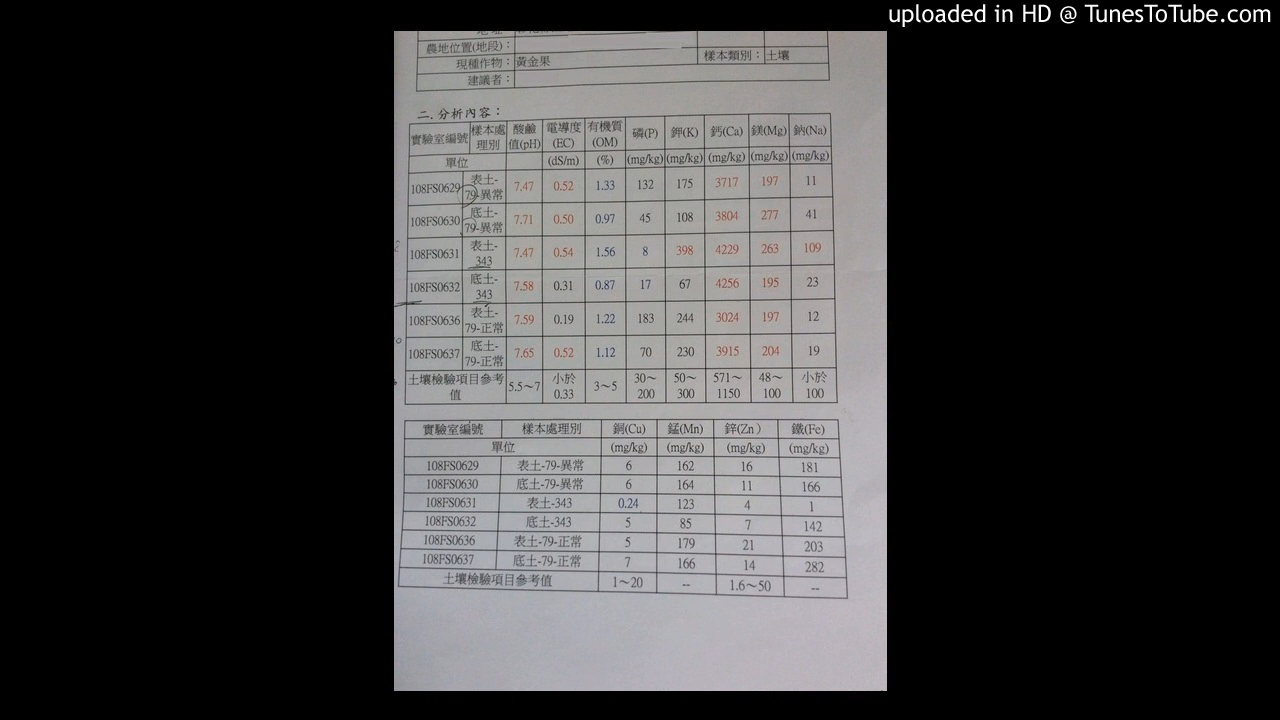 uploaded in HD @ TunesToTube.com
農地位置(地段)：
現種作物： 黃金果 樣本類別： 土壤
建議者：
二.分析內容：
實驗室編號 樣本處理別 酸鹼值(pH) 電導度(EC) 有機質(OM) 磷(P) 鉀(K) 鈣(Ca) 鎂(Mg) 鈉(Na)
單位 (dS/m) (%) (mg/kg) (mg/kg) (mg/kg) (mg/kg) (mg/kg)
108FS0629 表土-79-異常 7.47 0.52 1.33 132 175 3717 197 11
108FS0630 底土-79-異常 7.71 0.50 0.97 45 108 3804 277 41
108FS0631 表土-343 7.47 0.54 1.56 8 398 4229 263 109
108FS0632 底土-343 7.58 0.31 0.87 17 67 4256 195 23
108FS0636 表土-79-正常 7.59 0.19 1.22 183 244 3024 197 12
108FS0637 底土-79-正常 7.65 0.52 1.12 70 230 3915 204 19
土壤檢驗項目參考值 5.5～7 小於0.33 3～5 30～200 50～300 571～1150 48～100 小於100
實驗室編號 樣本處理別 銅(Cu) 錳(Mn) 鋅(Zn) 鐵(Fe)
單位 (mg/kg) (mg/kg) (mg/kg) (mg/kg)
108FS0629 表土-79-異常 6 162 16 181
108FS0630 底土-79-異常 6 164 11 166
108FS0631 表土-343 0.24 123 4 1
108FS0632 底土-343 5 85 7 142
108FS0636 表土-79-正常 5 179 21 203
108FS0637 底土-79-正常 7 166 14 282
土壤檢驗項目參考值 1～20 -- 1.6～50 --